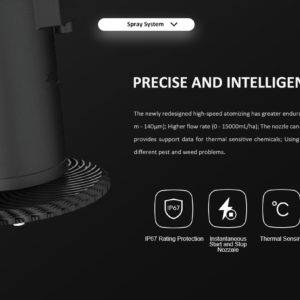 Spray System
PRECISE AND INTELLIGEN
The newly redesigned high-speed atomizing has greater endura
m - 140μm); Higher flow rate (0 - 15000mL/ha); The nozzle can
provides support data for thermal sensitive chemicals; Using
different pest and weed problems.
IP67
°C
IP67 Rating Protection
Instantaneous
Start and Stop
Nozzale
Thermal Sensin